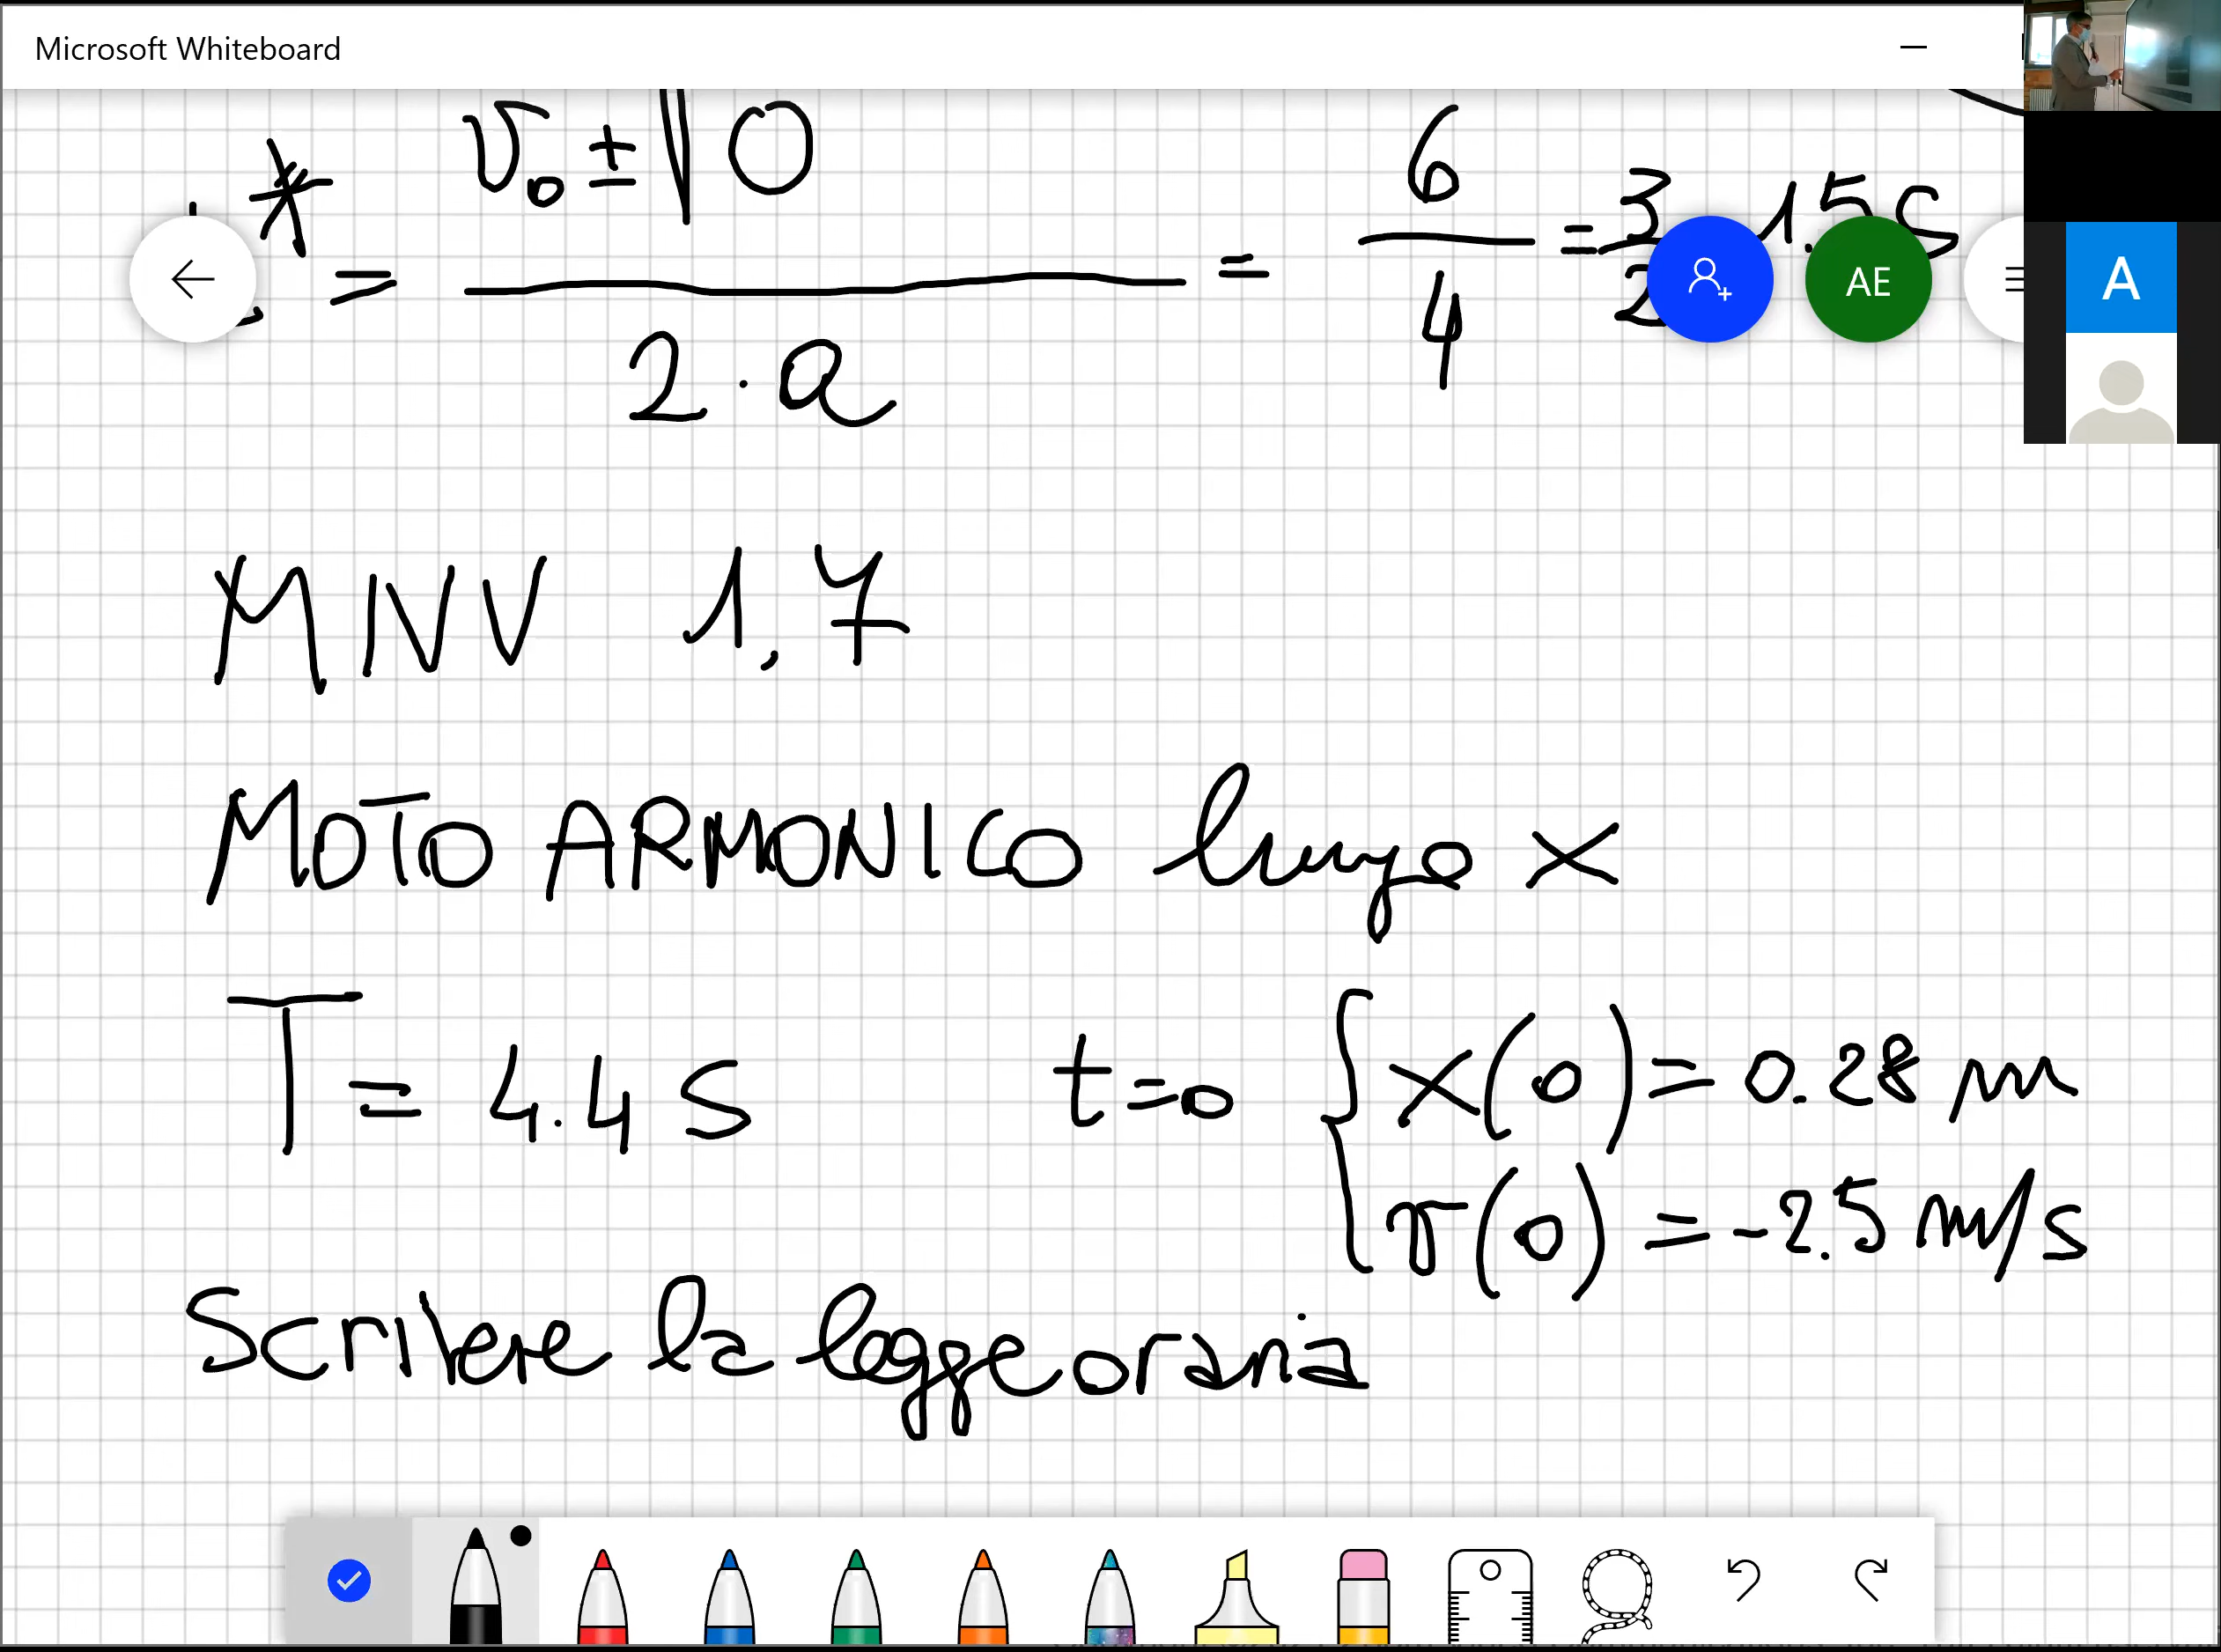 Microsoft Whiteboard
* = v₀ ± √0 / 2 · a = 6/4 = 3/2 1.5 s
AE
A
MNV 1,7
MOTO ARMONICO lungo x
T = 4.4 s t=0 { x(0) = 0.28 m
v(0) = -2.5 m/s
Scrivere la legge oraria